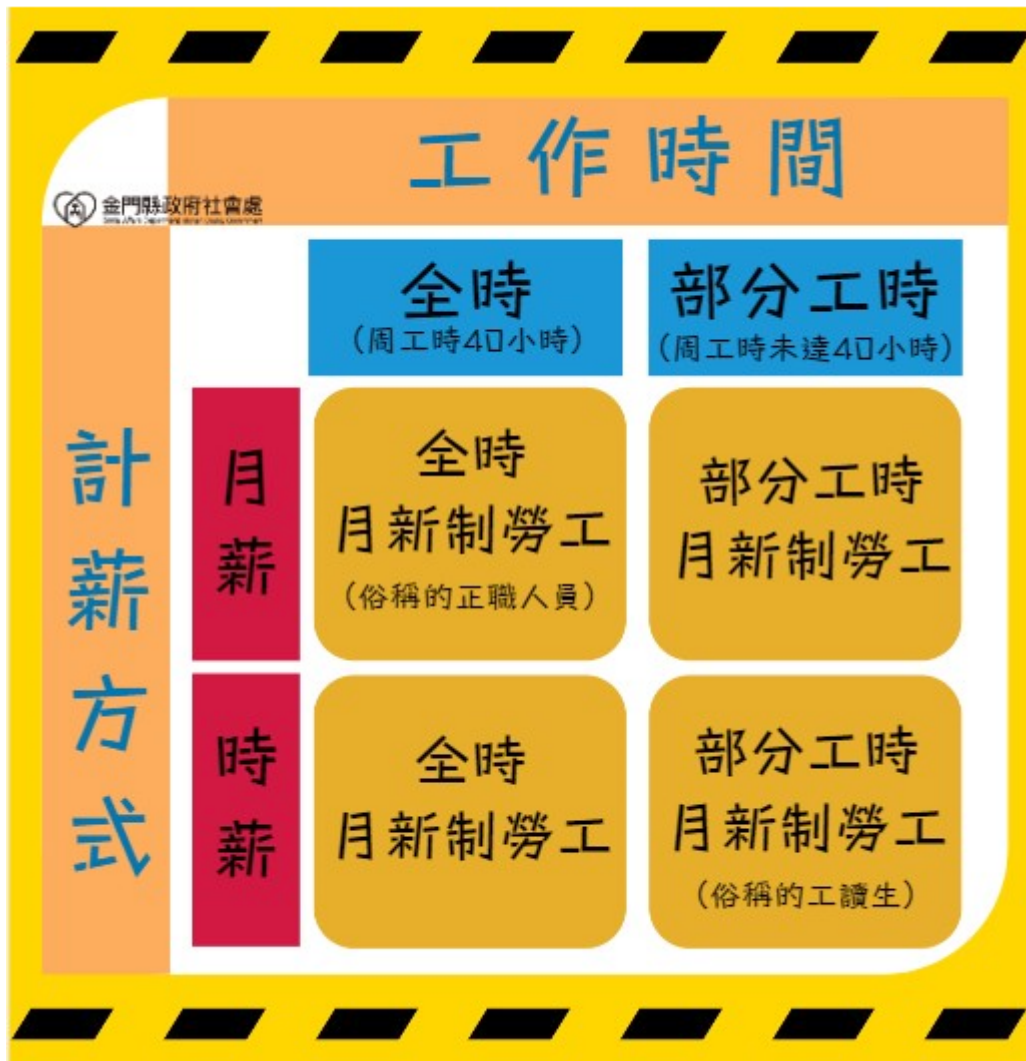 工作時間
金門縣政府社會處
全時
(周工時40小時)
部分工時
(周工時未達40小時)
計薪方式
月薪
全時
月新制勞工
(俗稱的正職人員)
部分工時
月新制勞工
時薪
全時
月新制勞工
部分工時
月新制勞工
(俗稱的工讀生)